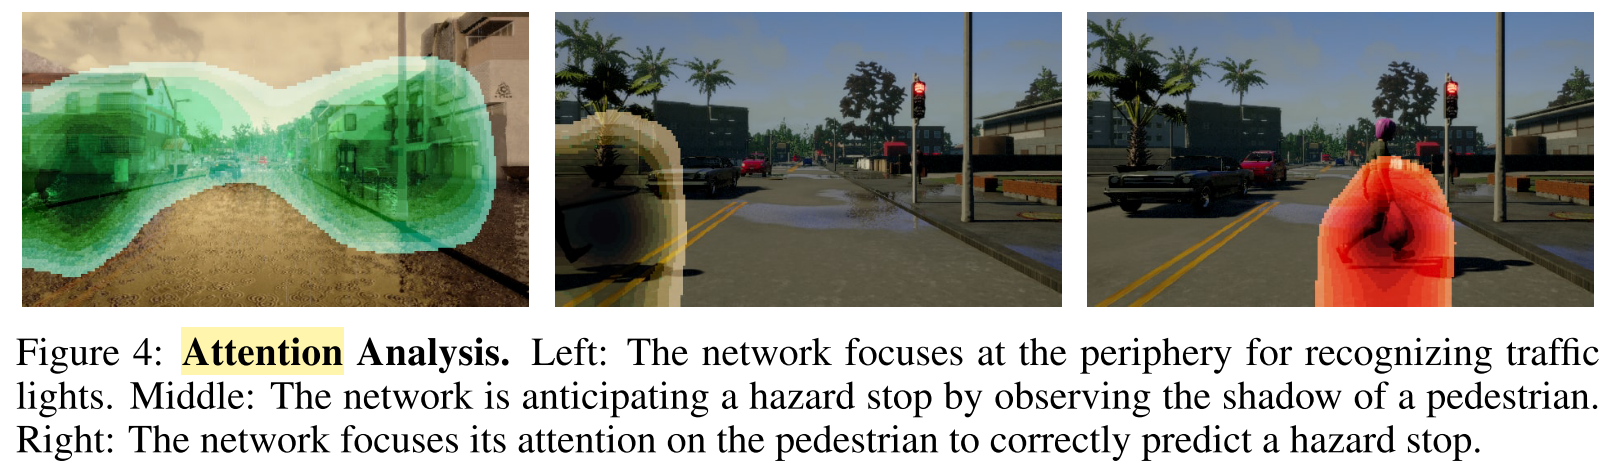 Figure 4: Attention Analysis. Left: The network focuses at the periphery for recognizing traffic
lights. Middle: The network is anticipating a hazard stop by observing the shadow of a pedestrian.
Right: The network focuses its attention on the pedestrian to correctly predict a hazard stop.